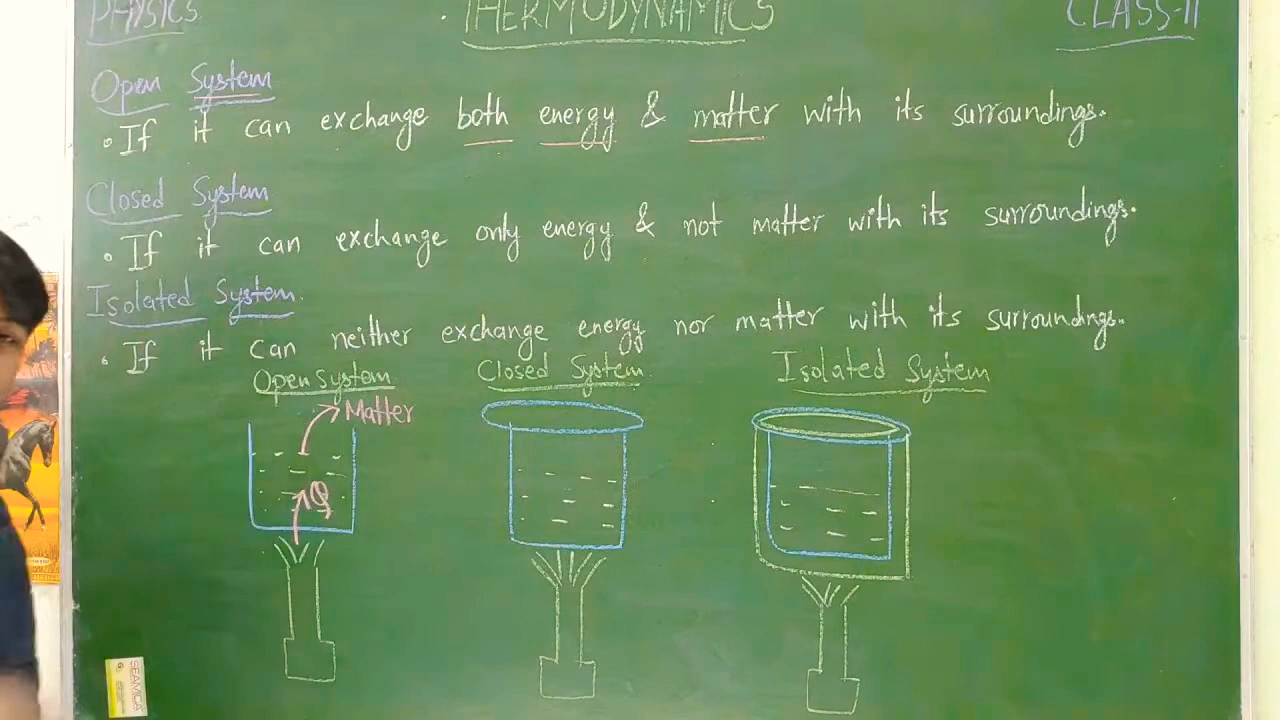 PHYSICS
THERMODYNAMICS
CLASS-11
Open System
• If it can exchange both energy & matter with its surroundings.
Closed System
• If it can exchange only energy & not matter with its surroundings.
Isolated System
• If it can neither exchange energy nor matter with its surroundings.
Open System
Closed System
Isolated System
Matter
Q
SEAMICA